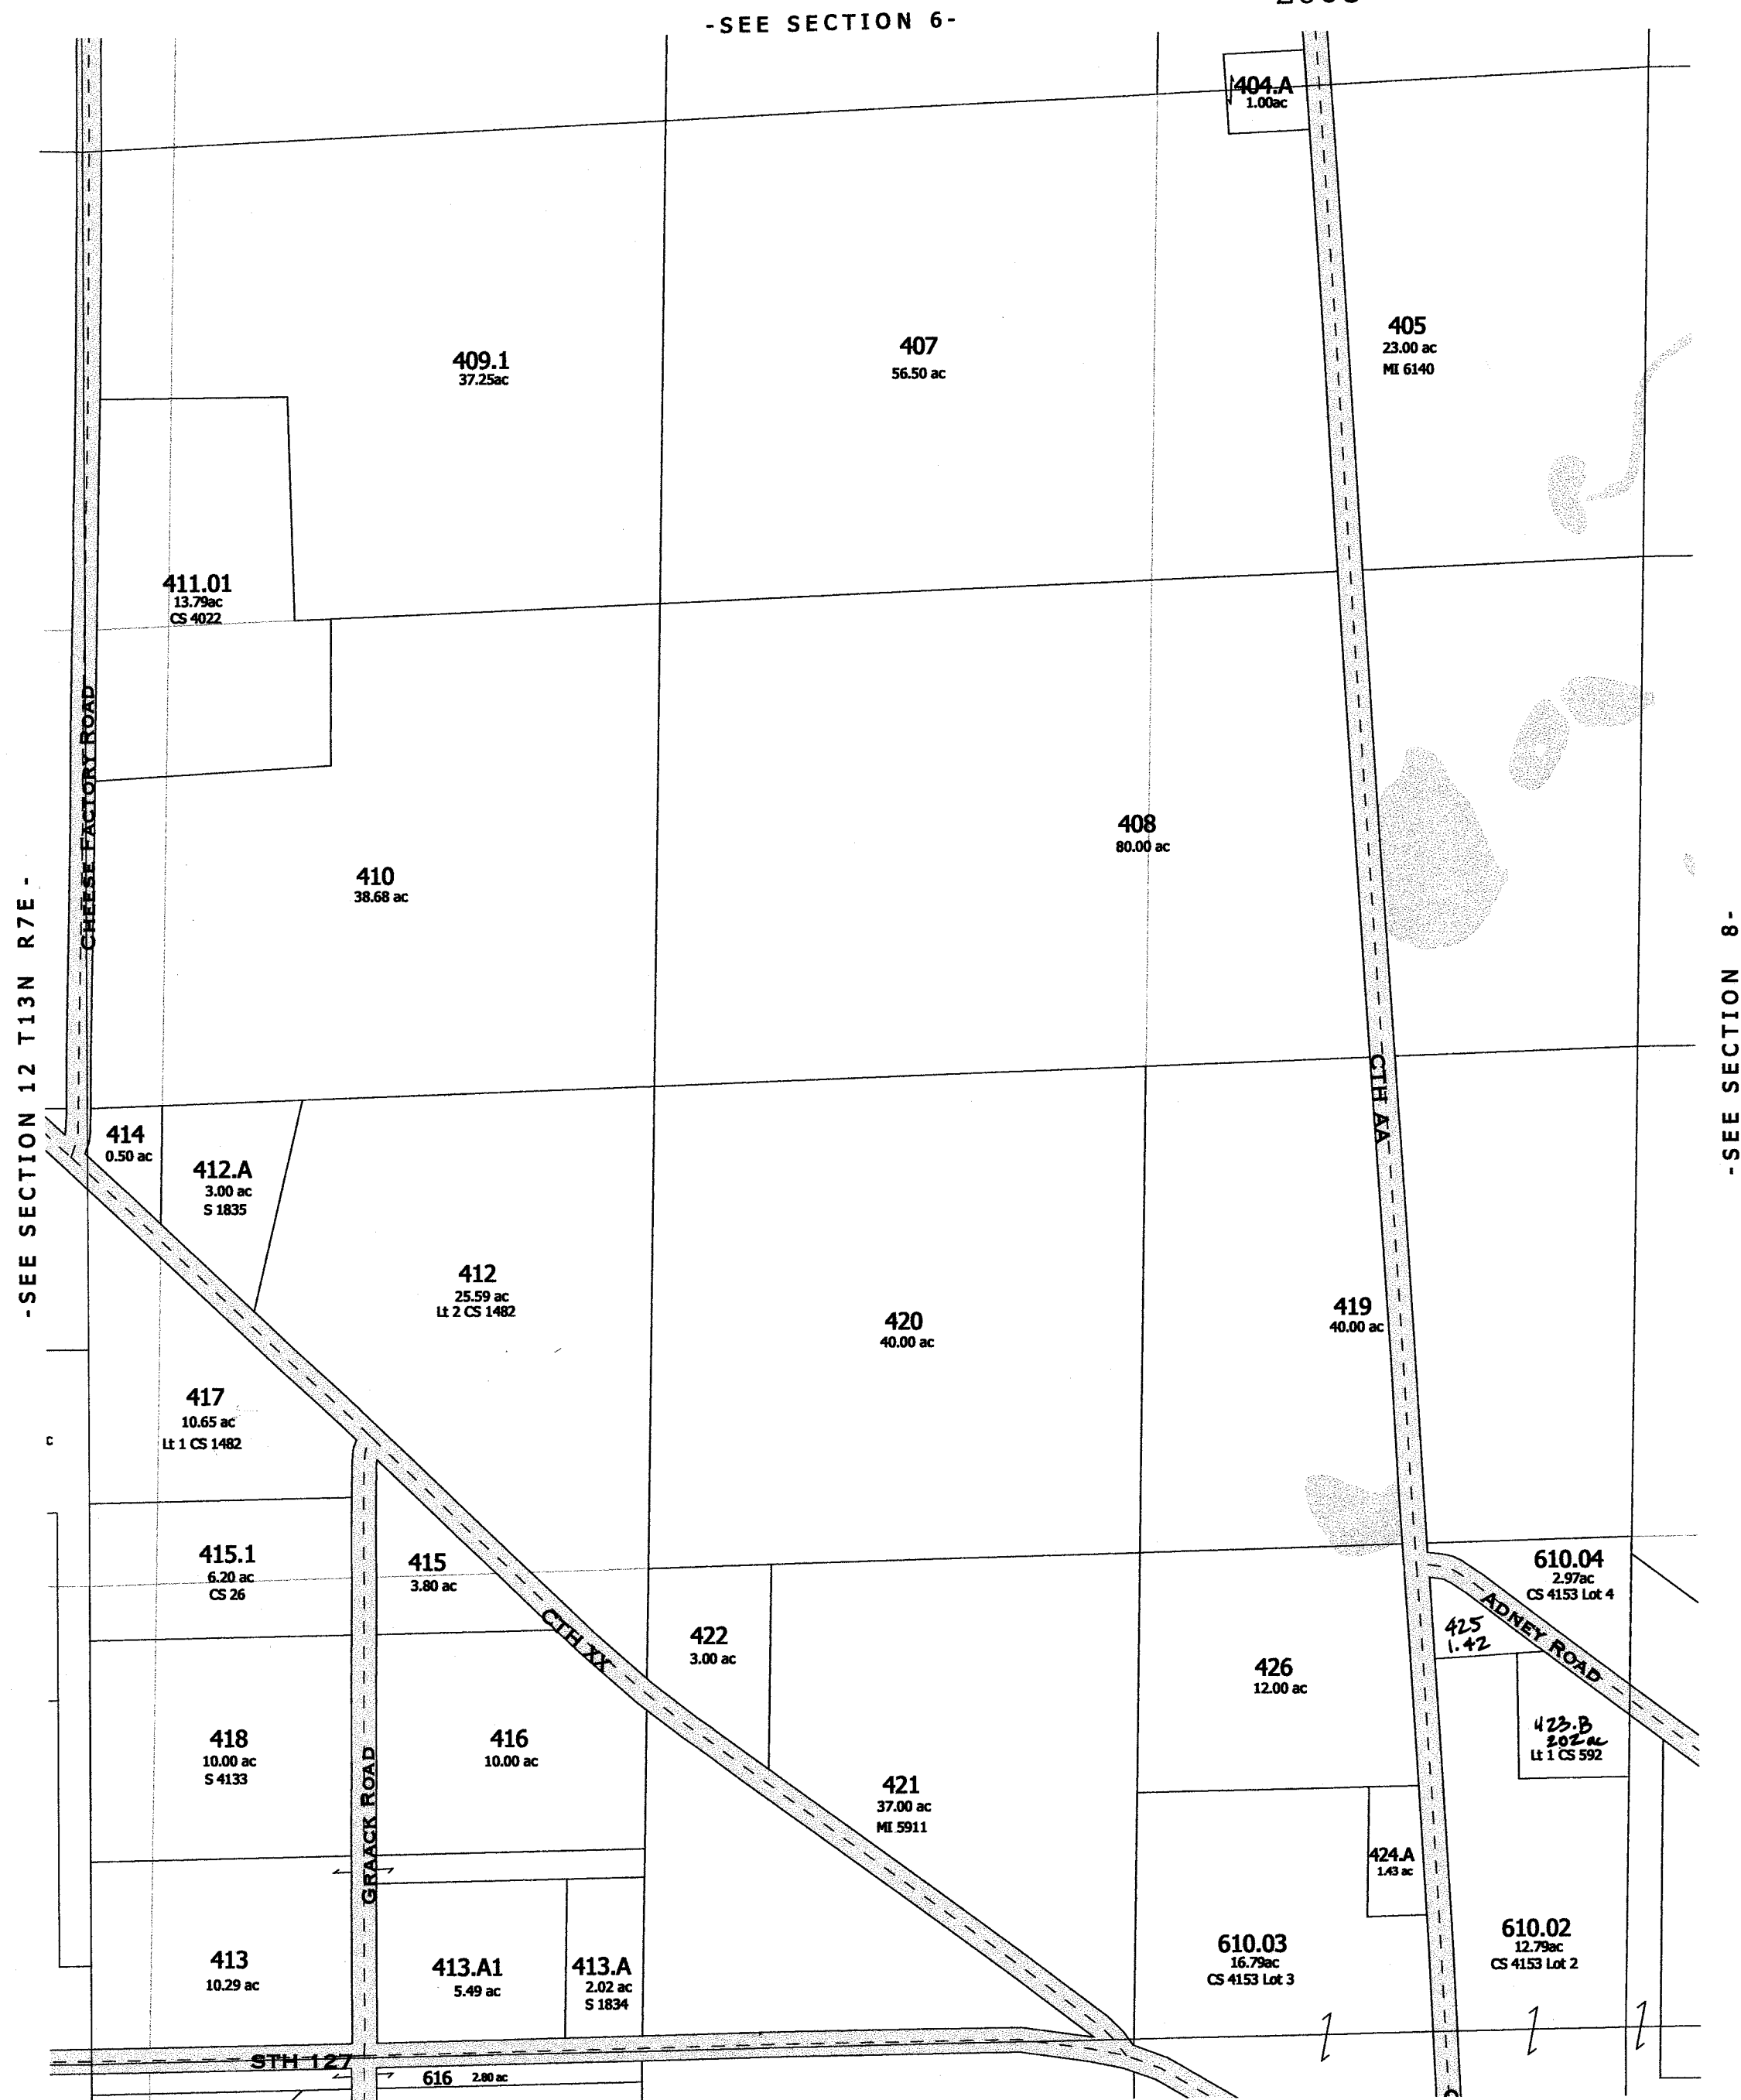 -SEE SECTION 6-
404.A
1.00ac
405
23.00 ac
MI 6140
407
56.50 ac
409.1
37.25ac
411.01
13.79ac
CS 4022
CHEESE FACTORY ROAD
408
80.00 ac
410
38.68 ac
-SEE SECTION 12 T13N R7E -
-SEE SECTION 8-
CTH AA
414
0.50 ac
412.A
3.00 ac
S 1835
412
25.59 ac
Lt 2 CS 1482
420
40.00 ac
419
40.00 ac
417
10.65 ac
Lt 1 CS 1482
c
415.1
6.20 ac
CS 26
415
3.80 ac
CTH XX
422
3.00 ac
610.04
2.97ac
CS 4153 Lot 4
ADNEY ROAD
425
1.42
426
12.00 ac
423.B
202 ac
Lt 1 CS 592
418
10.00 ac
S 4133
416
10.00 ac
GRAACK ROAD
421
37.00 ac
MI 5911
424.A
1.43 ac
610.03
16.79ac
CS 4153 Lot 3
610.02
12.79ac
CS 4153 Lot 2
413
10.29 ac
413.A1
5.49 ac
413.A
2.02 ac
S 1834
STH 127
616 2.80 ac